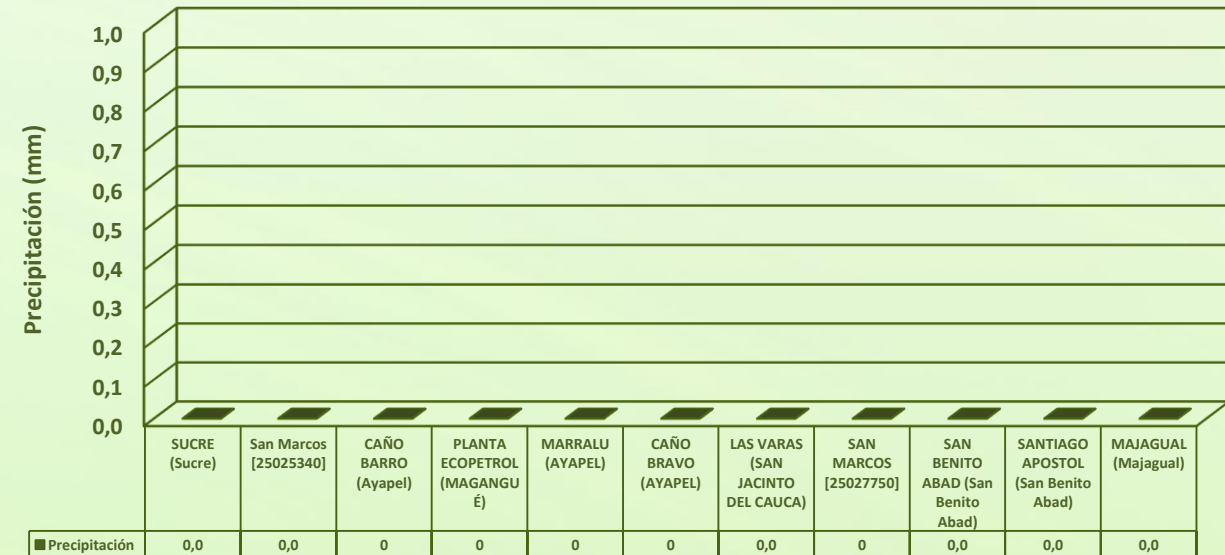 Precipitación (mm)
1,0
0,9
0,8
0,7
0,6
0,5
0,4
0,3
0,2
0,1
0,0
SUCRE
(Sucre)
San Marcos
[25025340]
CAÑO
BARRO
(Ayapel)
PLANTA
ECOPETROL
(MAGANGU
É)
MARRALU
(AYAPEL)
CAÑO
BRAVO
(AYAPEL)
LAS VARAS
(SAN
JACINTO
DEL CAUCA)
SAN
MARCOS
[25027750]
SAN
BENITO
ABAD (San
Benito
Abad)
SANTIAGO
APOSTOL
(San Benito
Abad)
MAJAGUAL
(Majagual)
Precipitación 0,0 0,0 0 0 0 0 0,0 0 0,0 0,0 0,0